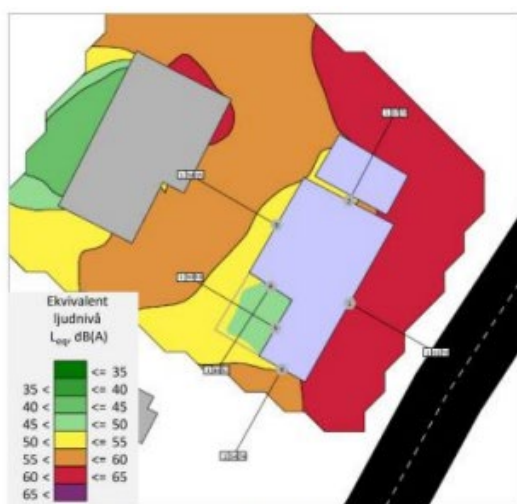 Ekvivalent
ljudnivå
Leq, dB(A)
<= 35
35 < <= 40
40 < <= 45
45 < <= 50
50 < <= 55
55 < <= 60
60 < <= 65
65 <